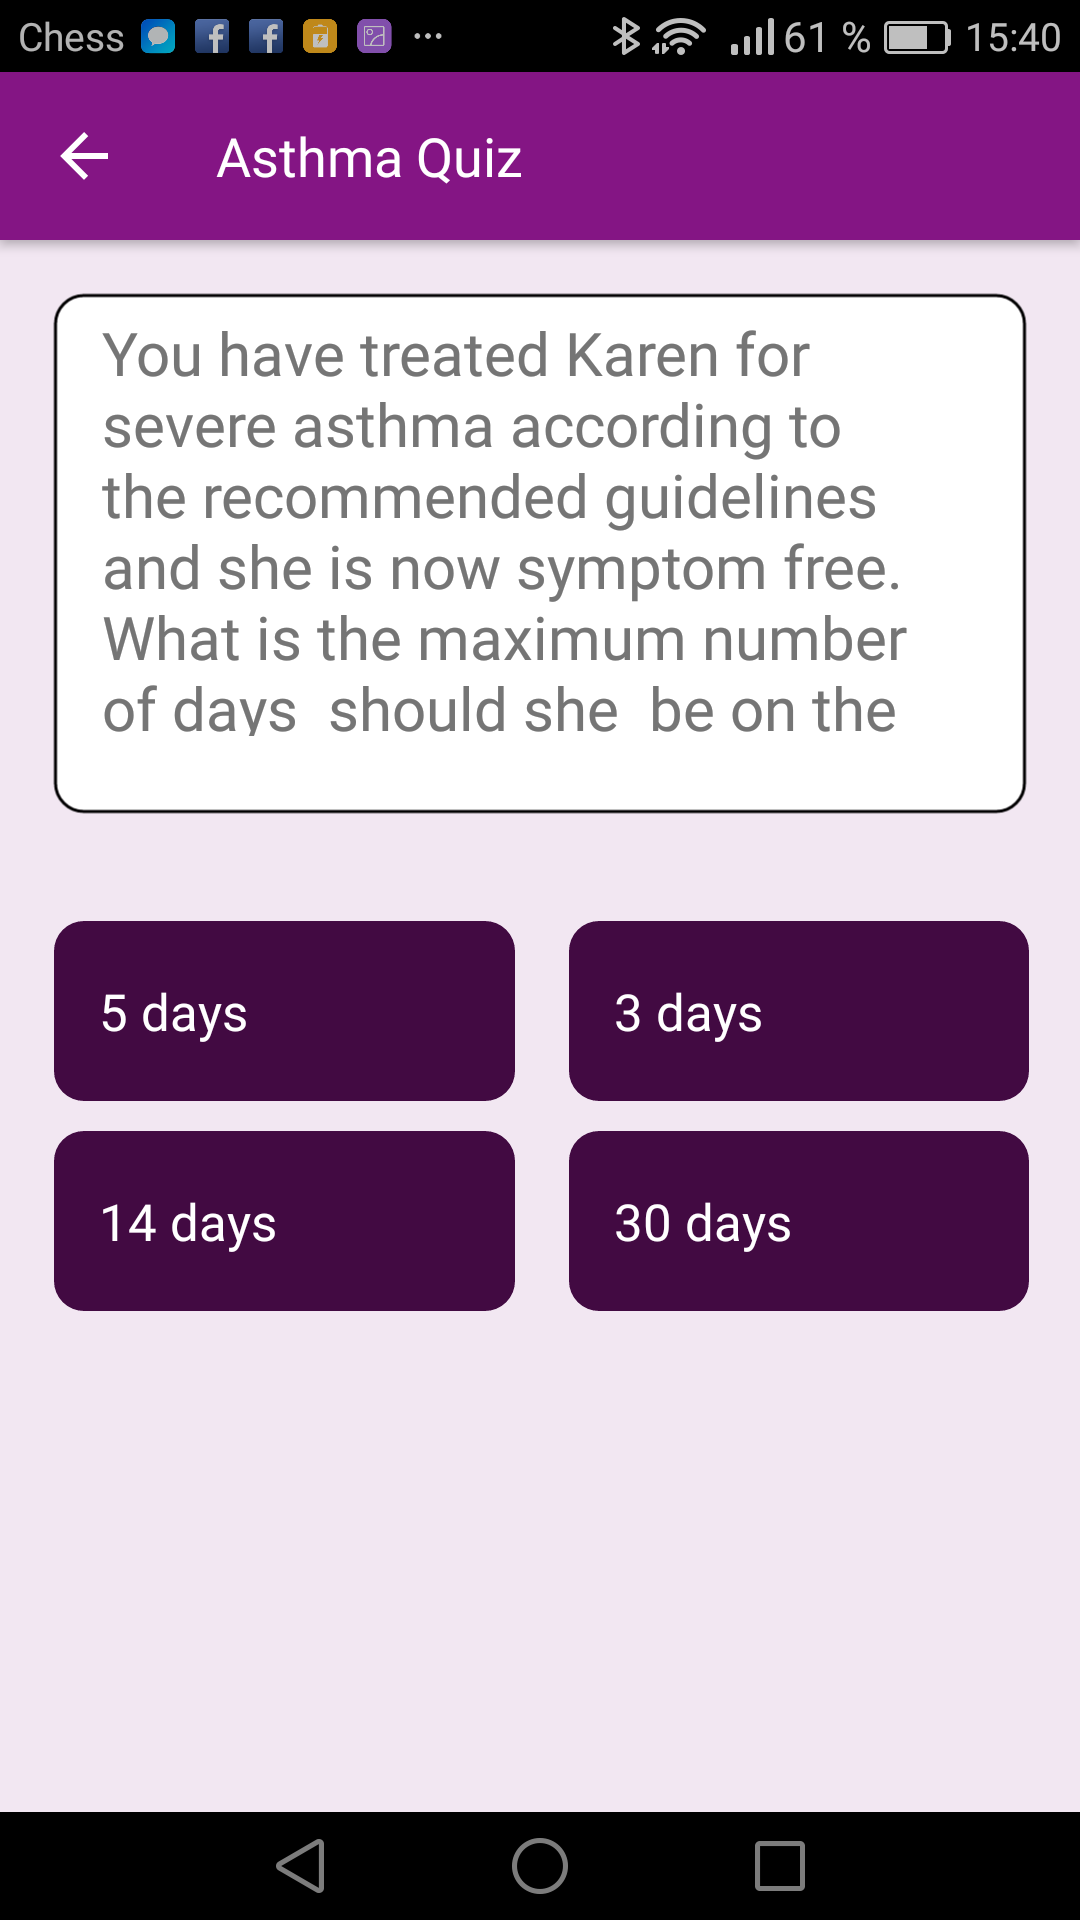 Chess 61 % 15:40
Asthma Quiz
You have treated Karen for
severe asthma according to
the recommended guidelines
and she is now symptom free.
What is the maximum number
of days should she be on the
5 days
3 days
14 days
30 days